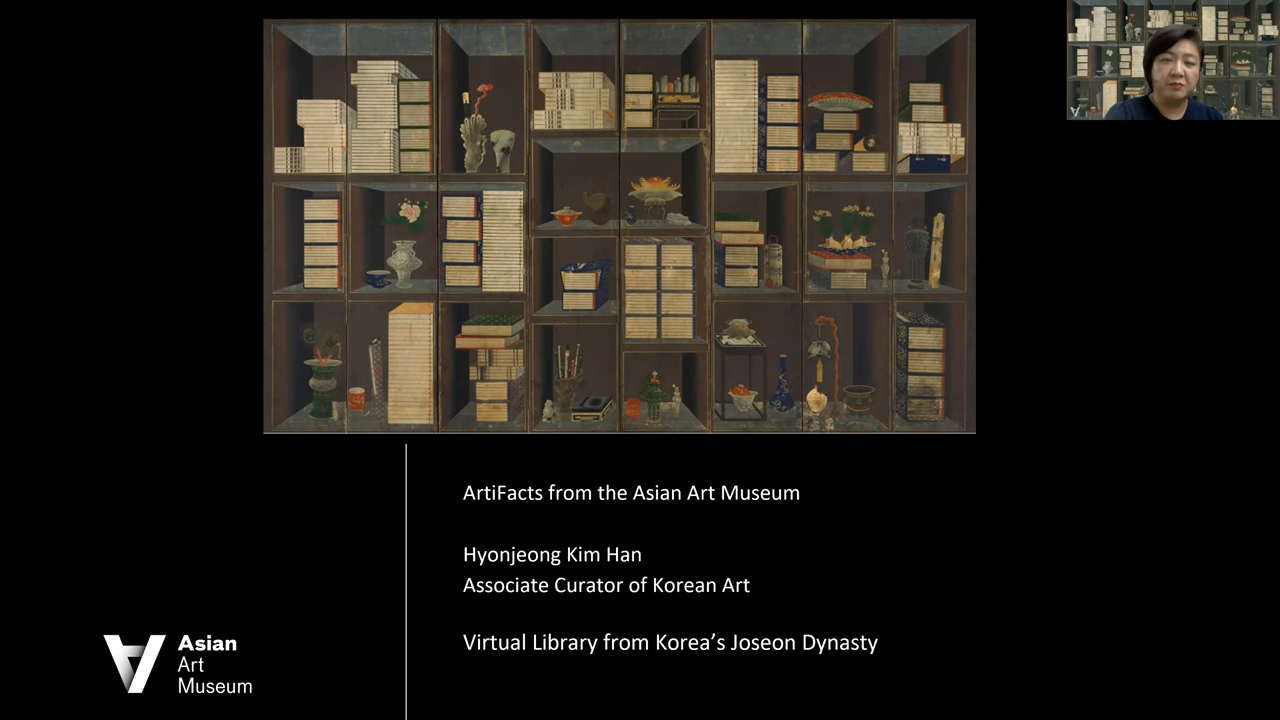 ArtiFacts from the Asian Art Museum
Hyonjeong Kim Han
Associate Curator of Korean Art
Virtual Library from Korea’s Joseon Dynasty
Asian
Art
Museum